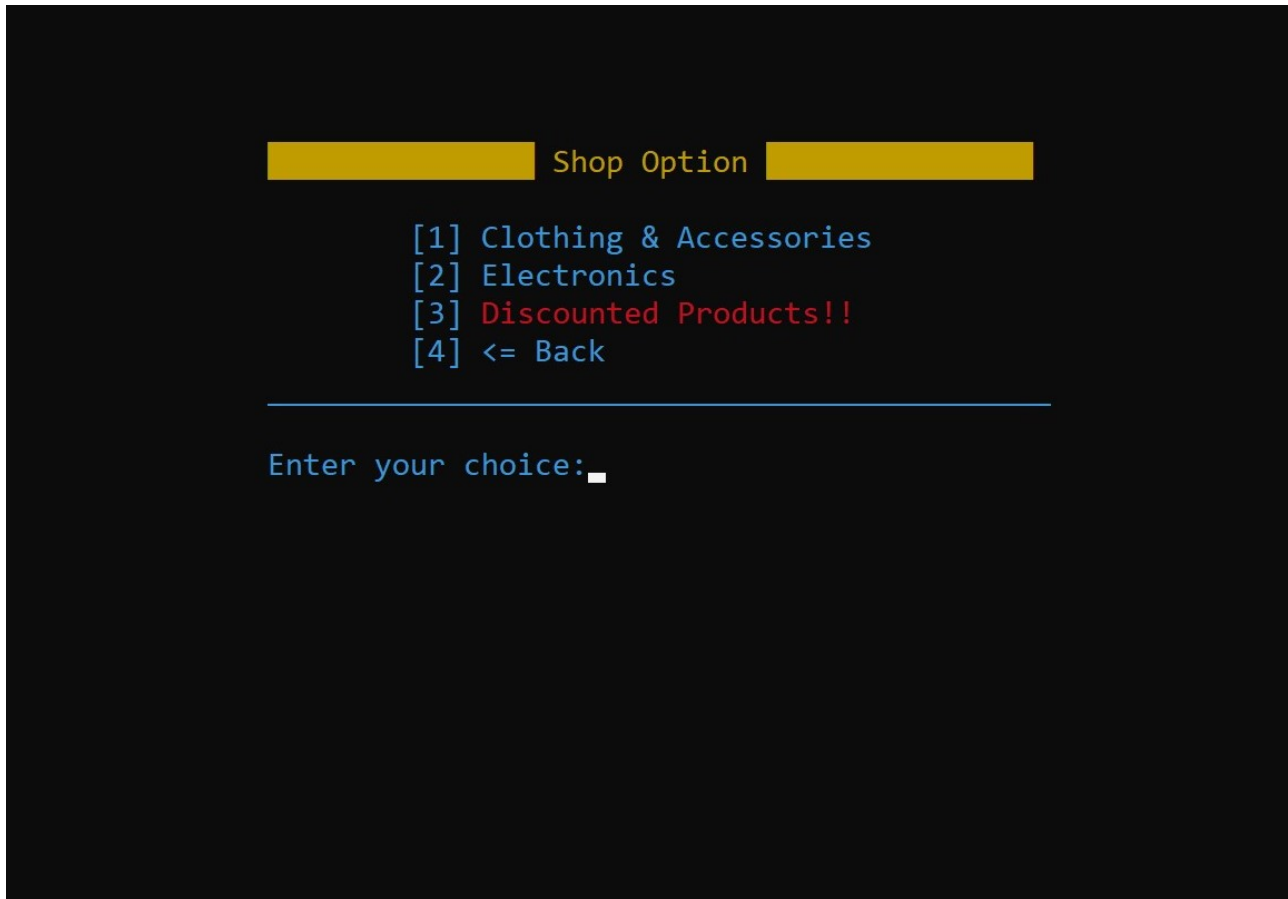 Shop Option
[1] Clothing & Accessories
[2] Electronics
[3] Discounted Products!!
[4] <= Back
Enter your choice: